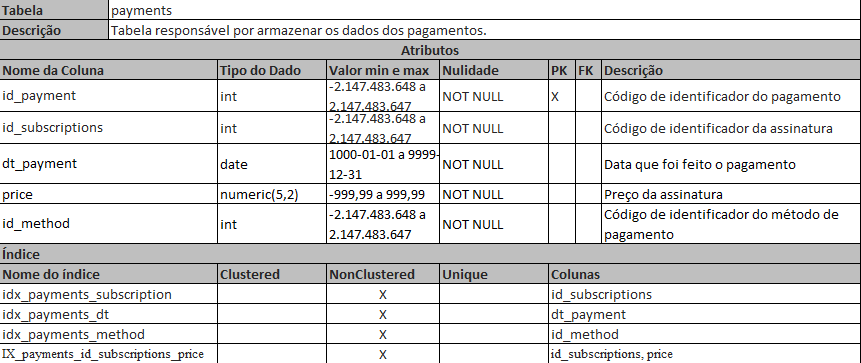 Tabela payments
Descrição Tabela responsável por armazenar os dados dos pagamentos.
Atributos
Nome da Coluna Tipo do Dado Valor min e max Nulidade PK FK Descrição
id_payment int -2.147.483.648 a 2.147.483.647 NOT NULL X Código de identificador do pagamento
id_subscriptions int -2.147.483.648 a 2.147.483.647 NOT NULL Código de identificador da assinatura
dt_payment date 1000-01-01 a 9999-12-31 NOT NULL Data que foi feito o pagamento
price numeric(5,2) -999,99 a 999,99 NOT NULL Preço da assinatura
id_method int -2.147.483.648 a 2.147.483.647 NOT NULL Código de identificador do método de pagamento
Índice
Nome do índice Clustered NonClustered Unique Colunas
idx_payments_subscription X id_subscriptions
idx_payments_dt X dt_payment
idx_payments_method X id_method
IX_payments_id_subscriptions_price X id_subscriptions, price